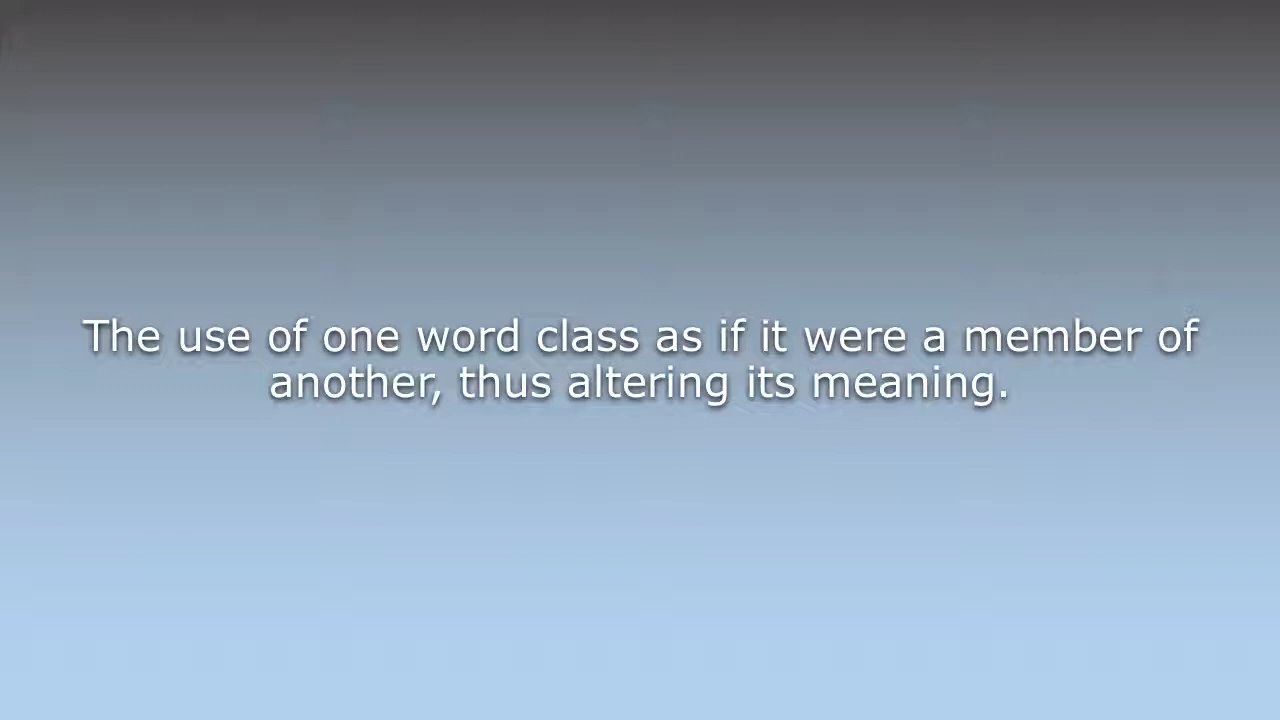 The use of one word class as if it were a member of
another, thus altering its meaning.